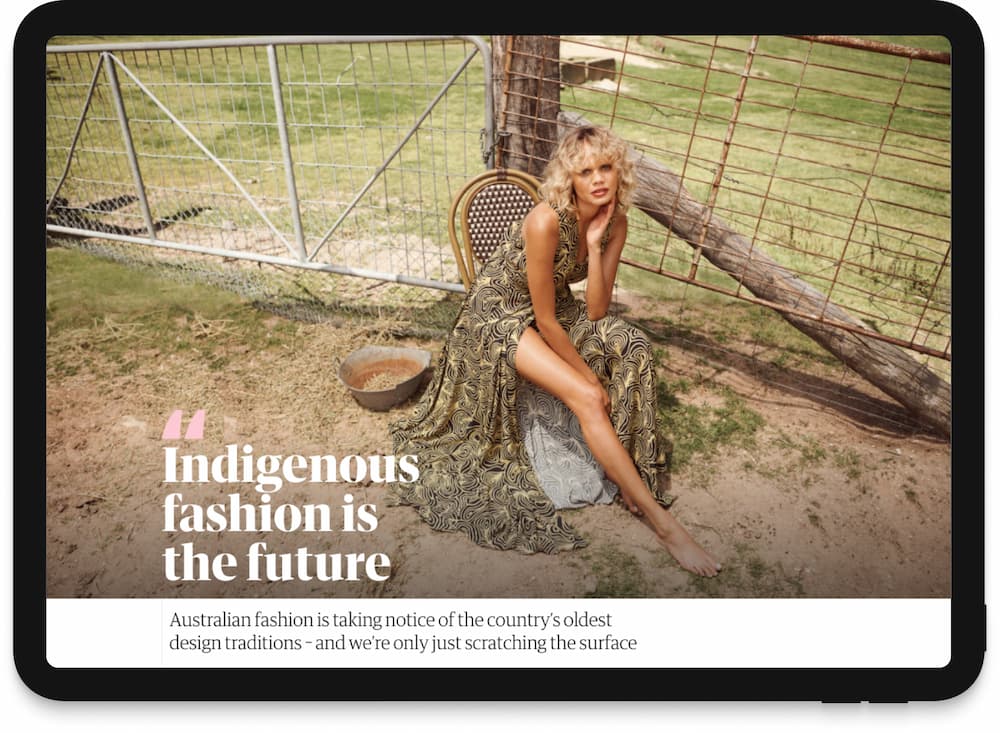 “
Indigenous
fashion is
the future
Australian fashion is taking notice of the country's oldest
design traditions – and we're only just scratching the surface